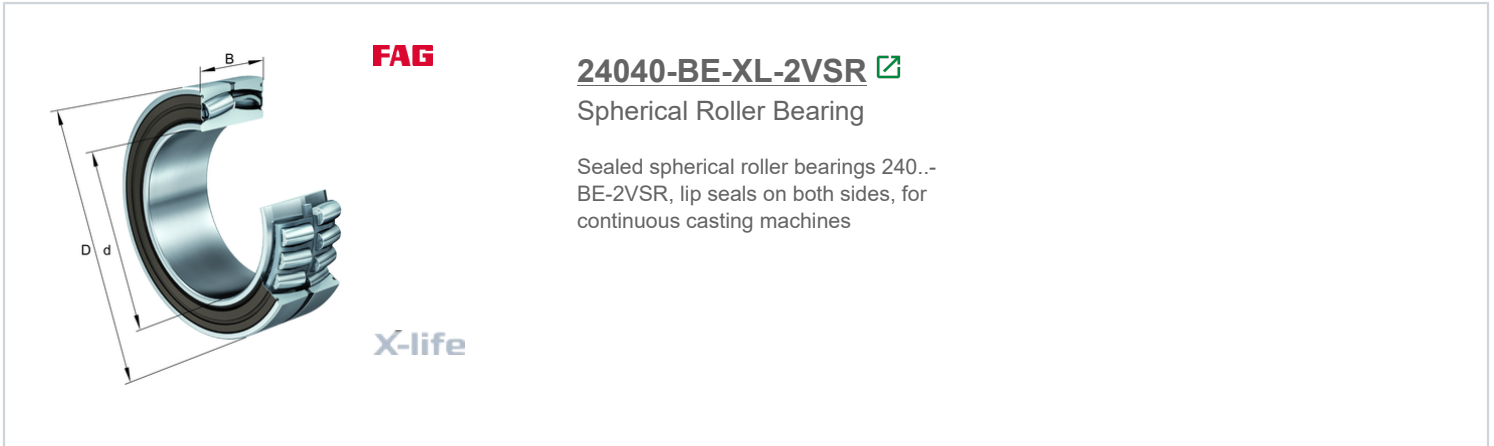 B
FAG
24040-BE-XL-2VSR
Spherical Roller Bearing
Sealed spherical roller bearings 240..-
BE-2VSR, lip seals on both sides, for
continuous casting machines
D d
X-life